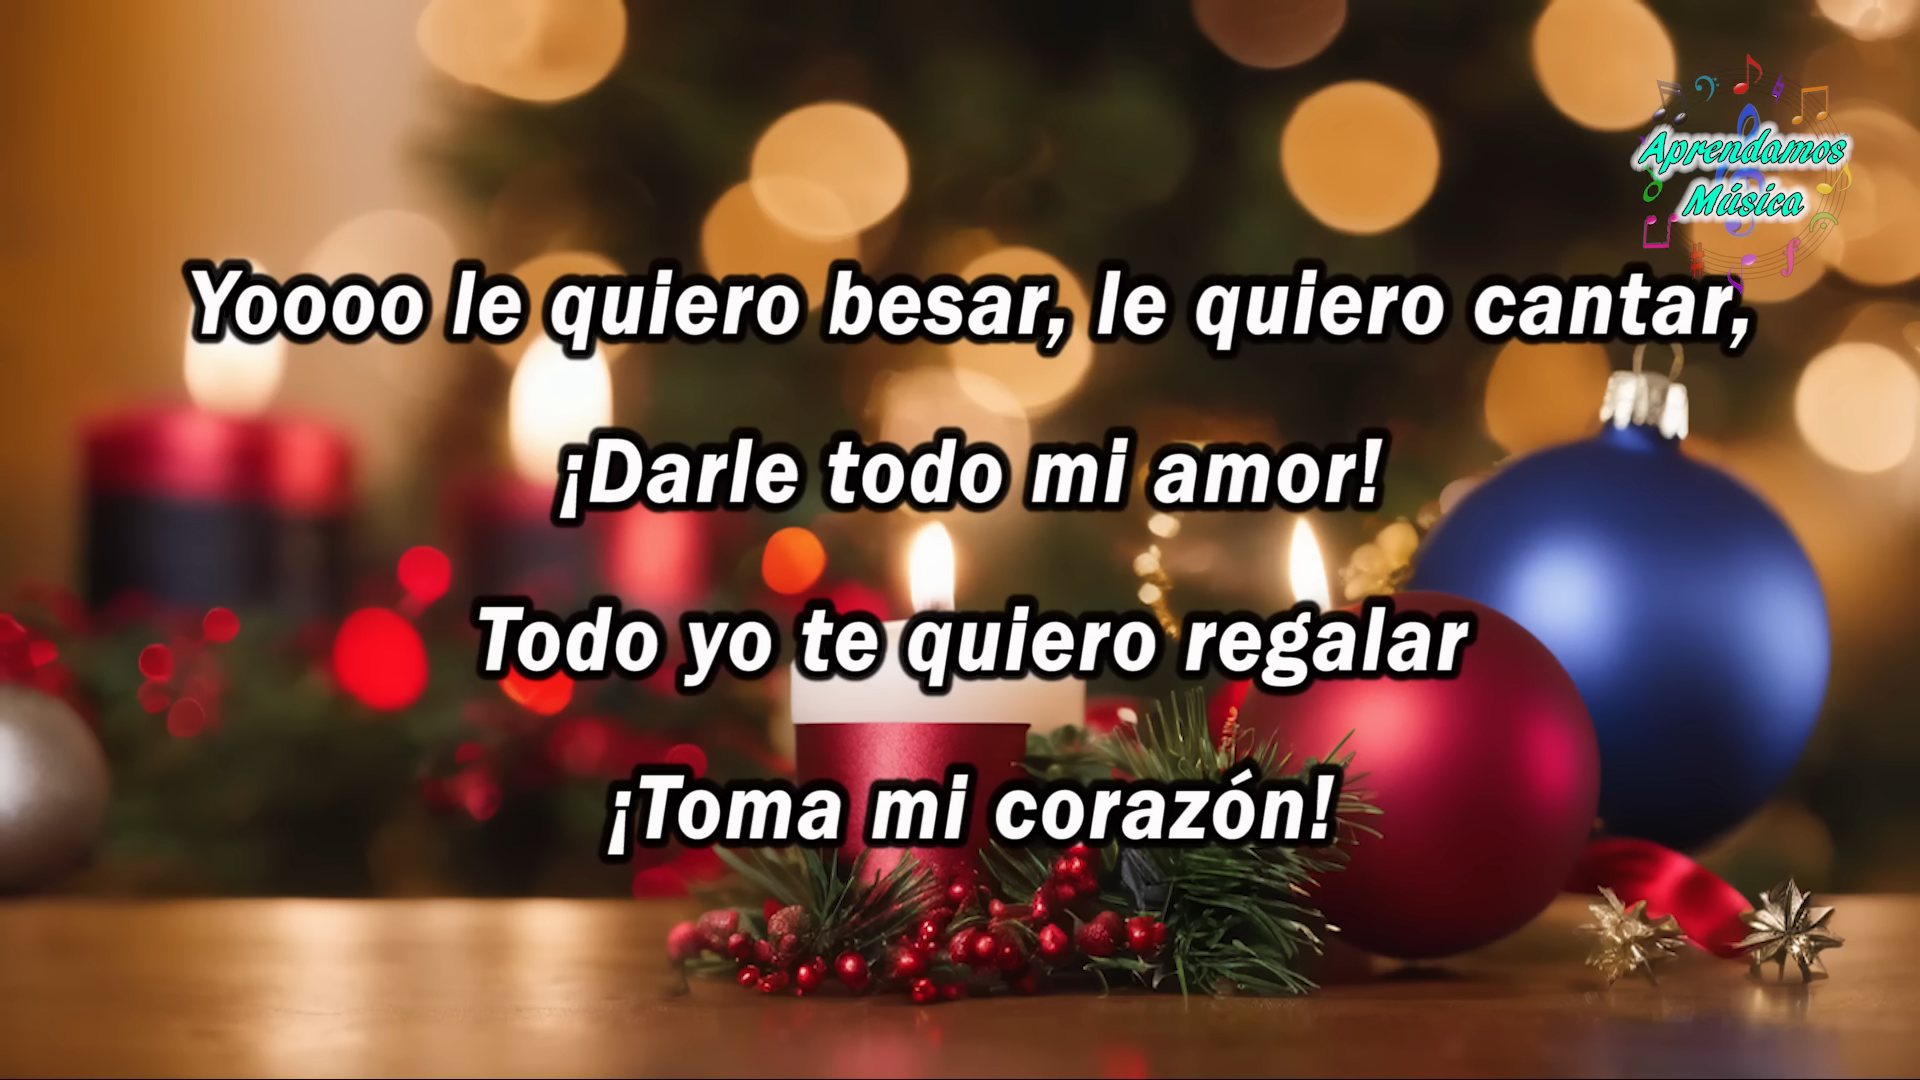 Aprendamos
Música
Yoooo le quiero besar, le quiero cantar,
¡Darle todo mi amor!
Todo yo te quiero regalar
¡Toma mi corazón!